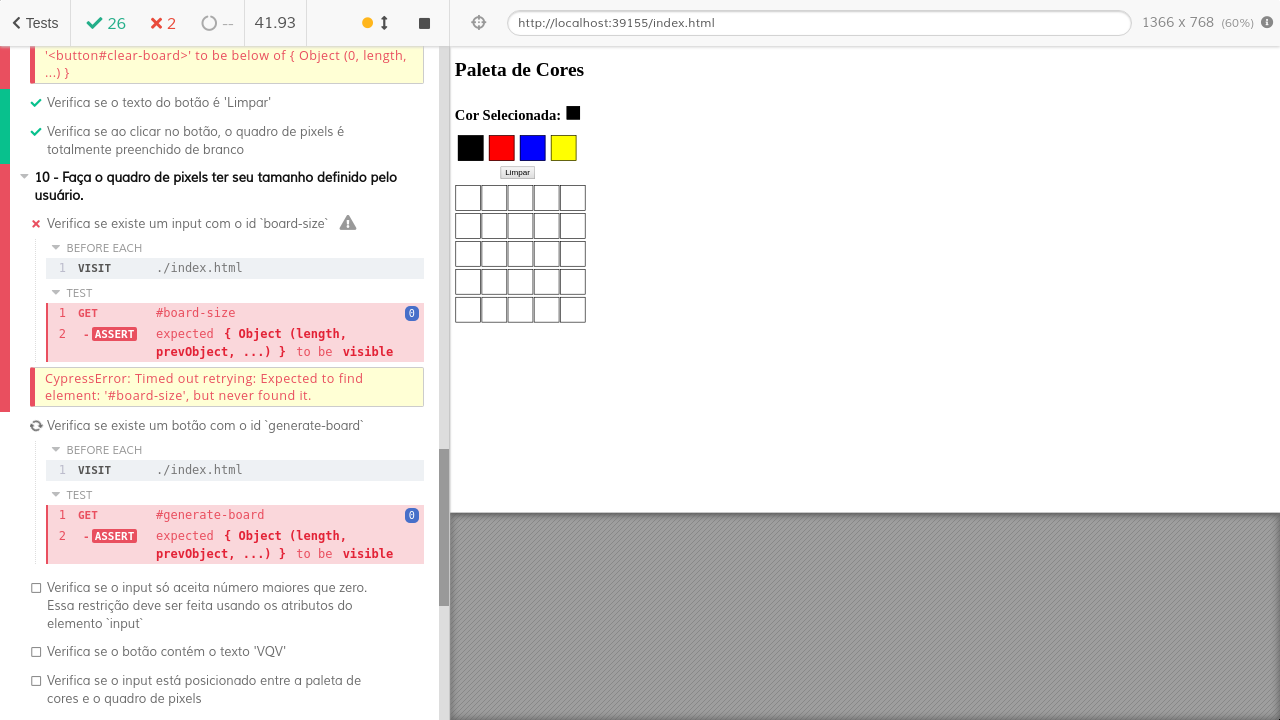 Tests
26
2
--
41.93
http://localhost:39155/index.html
1366 x 768 (60%)
'<button#clear-board>' to be below of { Object (0, length,
...) }
Verifica se o texto do botão é 'Limpar'
Verifica se ao clicar no botão, o quadro de pixels é
totalmente preenchido de branco
10 - Faça o quadro de pixels ter seu tamanho definido pelo
usuário.
Verifica se existe um input com o id `board-size`
BEFORE EACH
1 VISIT ./index.html
TEST
1 GET #board-size 0
2 - ASSERT expected { Object (length,
prevObject, ...) } to be visible
CypressError: Timed out retrying: Expected to find
element: '#board-size', but never found it.
Verifica se existe um botão com o id `generate-board`
BEFORE EACH
1 VISIT ./index.html
TEST
1 GET #generate-board 0
2 - ASSERT expected { Object (length,
prevObject, ...) } to be visible
Verifica se o input só aceita número maiores que zero.
Essa restrição deve ser feita usando os atributos do
elemento `input`
Verifica se o botão contém o texto 'VQV'
Verifica se o input está posicionado entre a paleta de
cores e o quadro de pixels
Paleta de Cores
Cor Selecionada:
Limpar